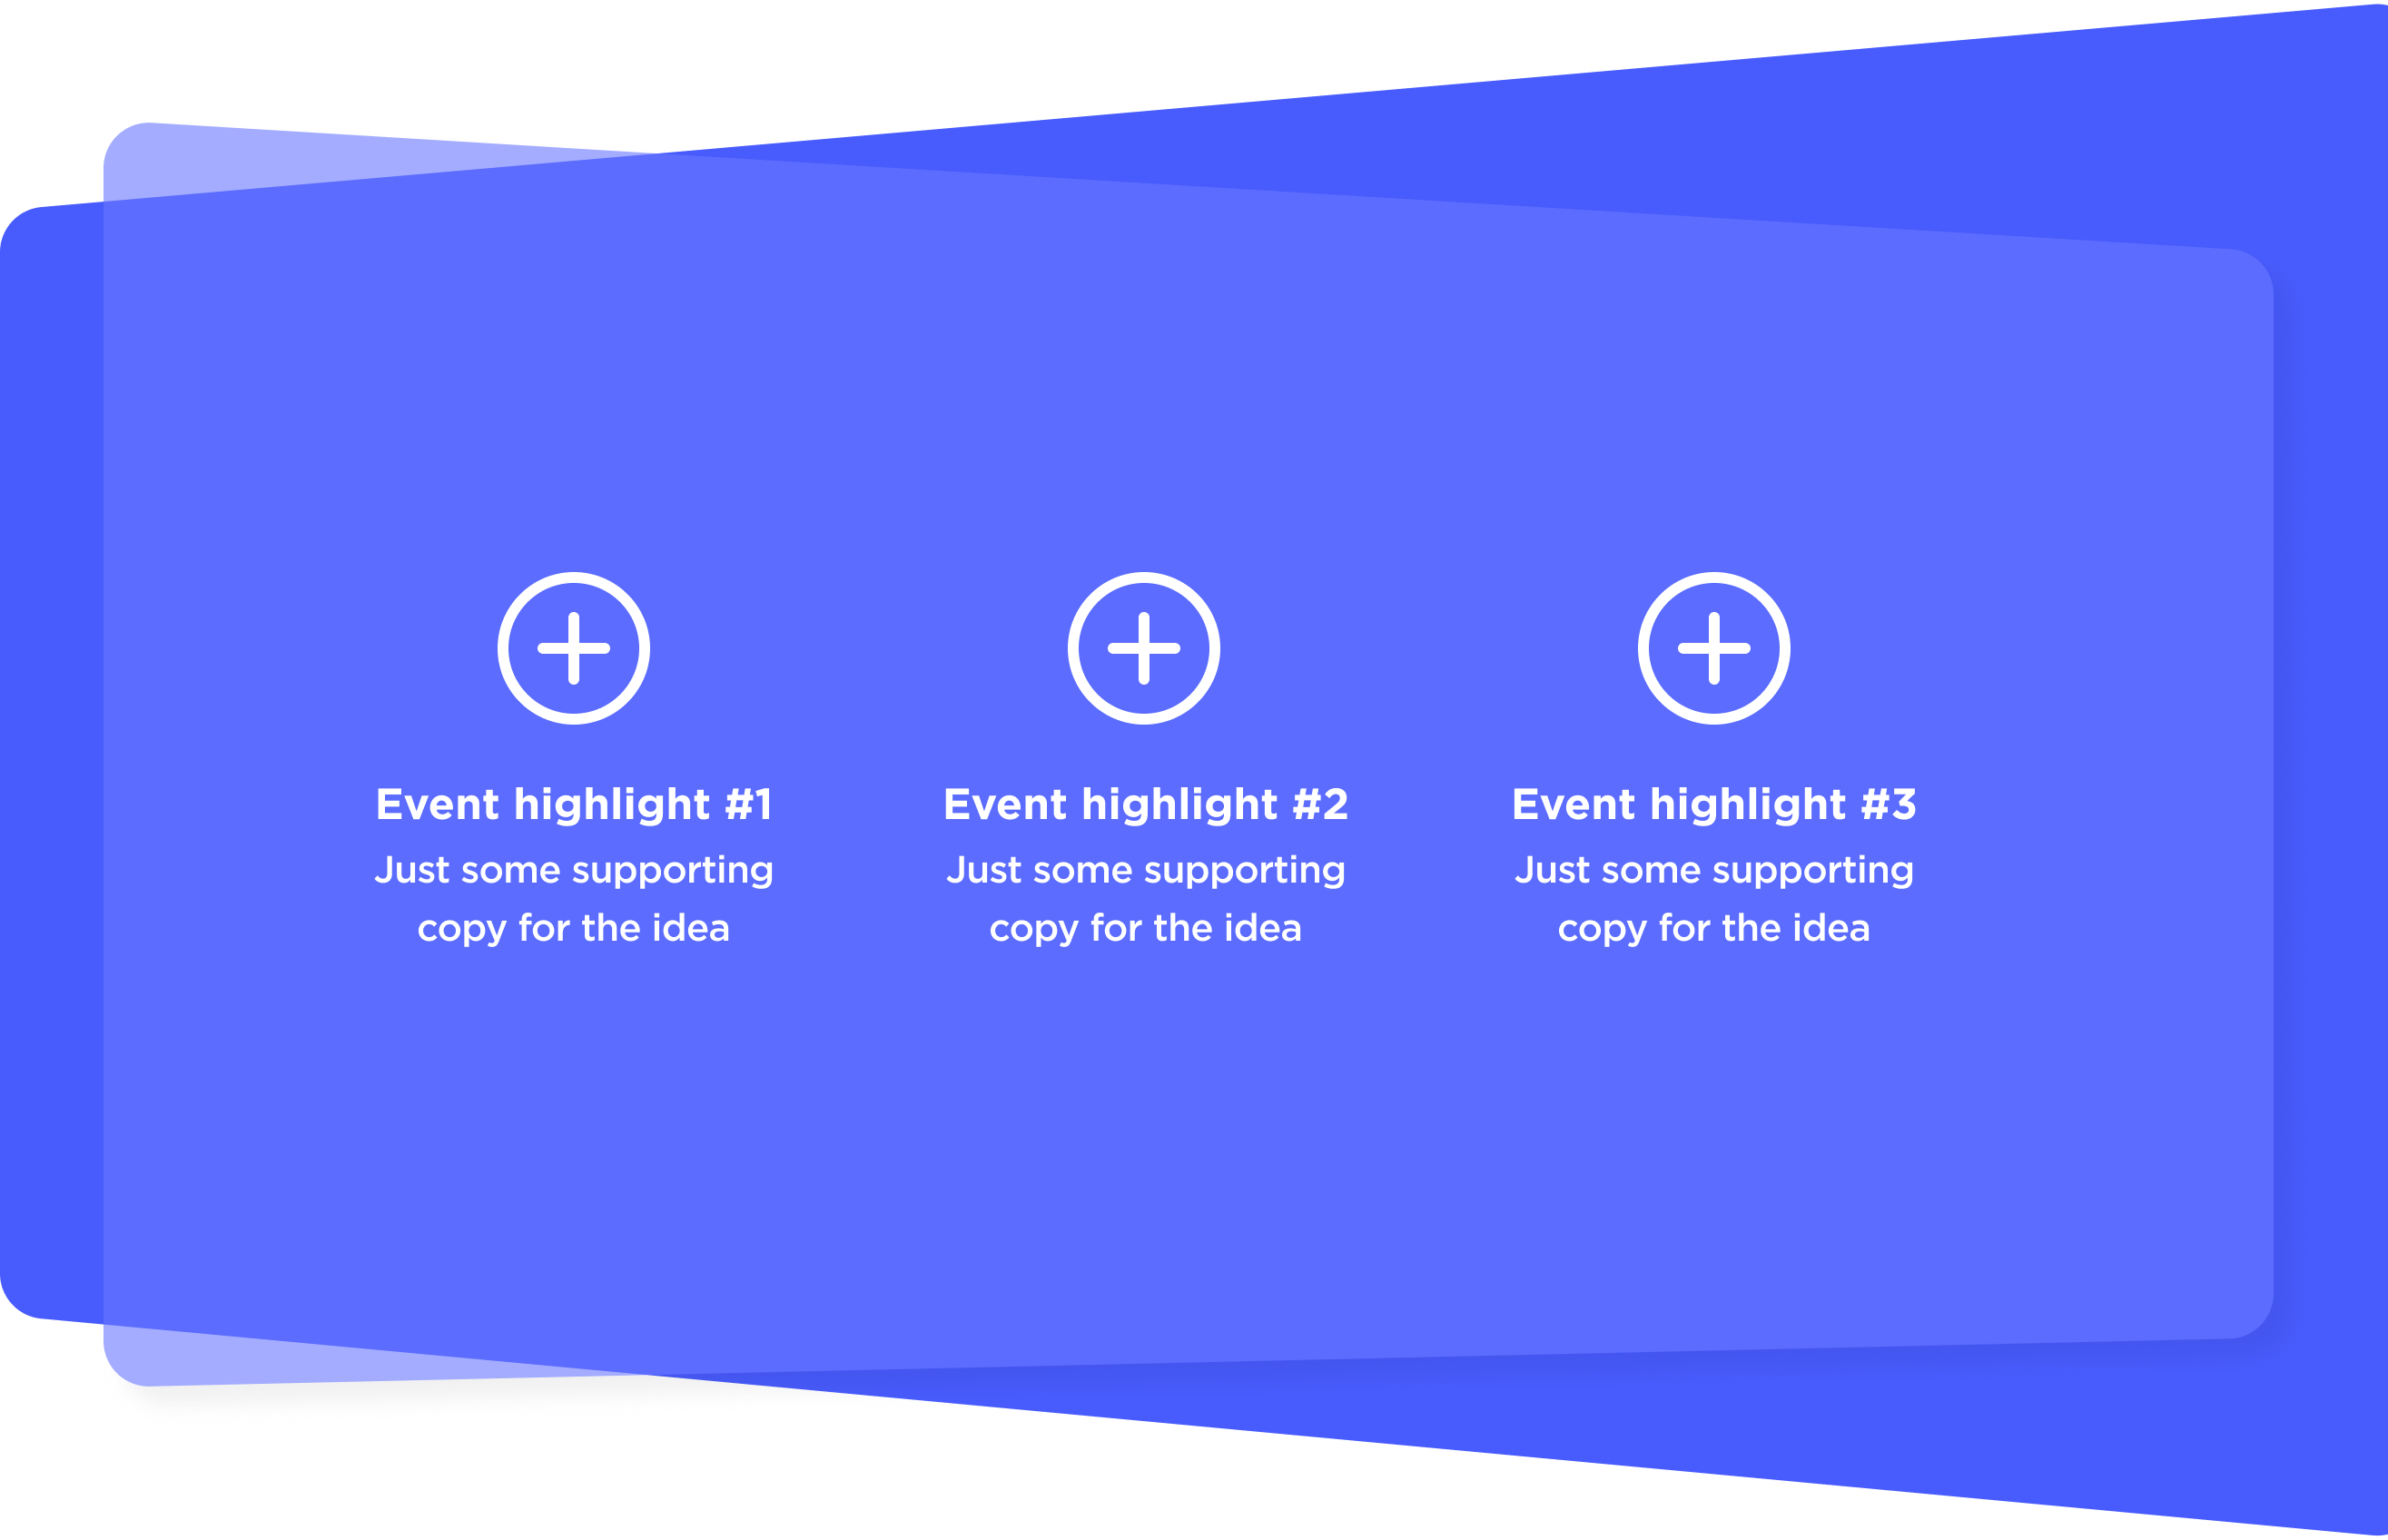 Event highlight #1
Just some supporting
copy for the idea
Event highlight #2
Just some supporting
copy for the idea
Event highlight #3
Just some supporting
copy for the idea